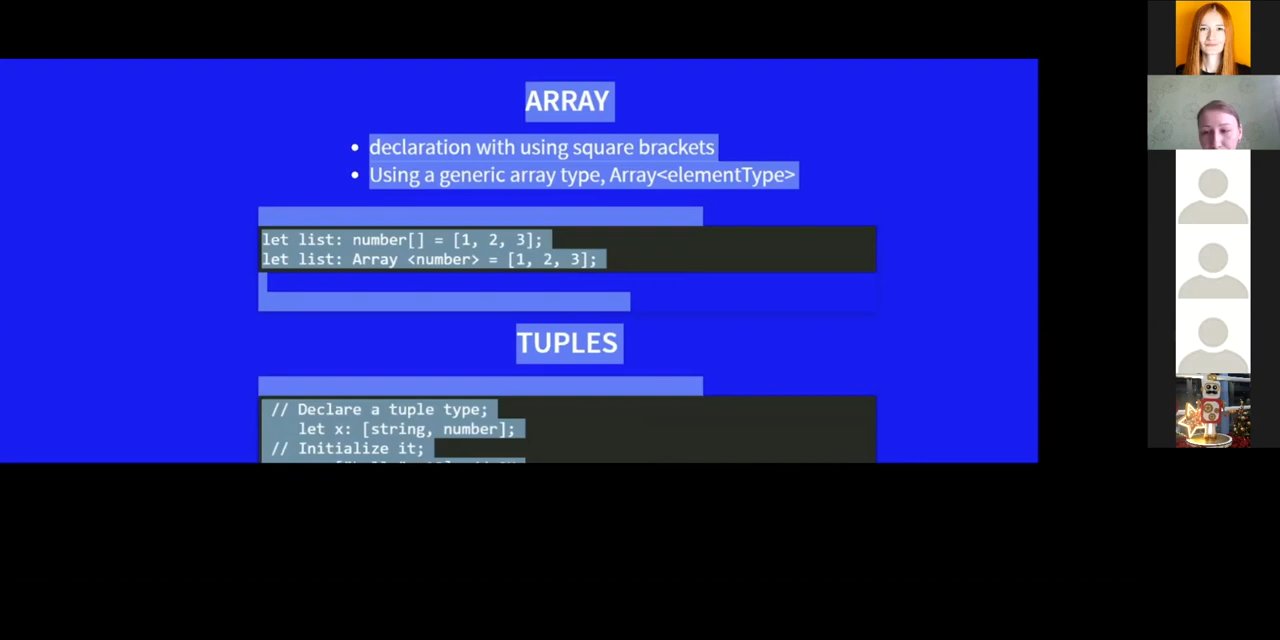 ARRAY
declaration with using square brackets
Using a generic array type, Array<elementType>
let list: number[] = [1, 2, 3];
let list: Array <number> = [1, 2, 3];
TUPLES
// Declare a tuple type;
let x: [string, number];
// Initialize it;